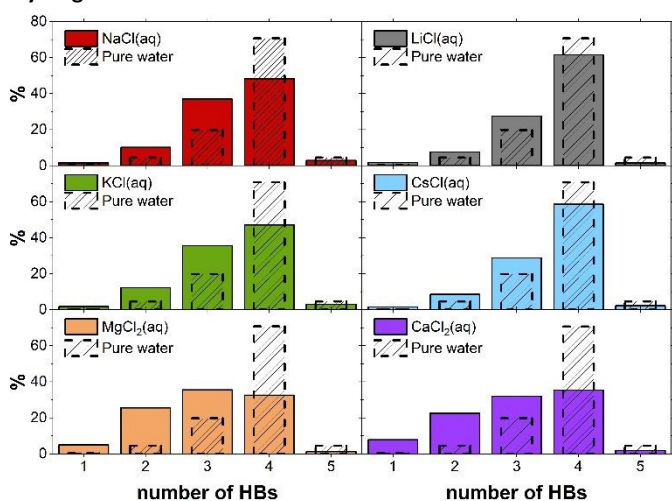 NaCl(aq)
Pure water
LiCl(aq)
Pure water
80
60
40
20
0
%
KCl(aq)
Pure water
CsCl(aq)
Pure water
60
40
20
0
%
MgCl₂(aq)
Pure water
CaCl₂(aq)
Pure water
60
40
20
0
%
1 2 3 4 5
1 2 3 4 5
number of HBs
number of HBs